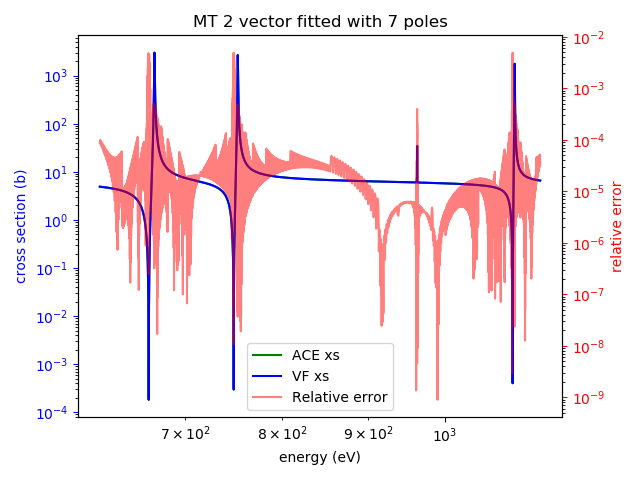 MT 2 vector fitted with 7 poles
cross section (b)
10³
10²
10¹
10⁰
10⁻¹
10⁻²
10⁻³
10⁻⁴
10⁻²
10⁻³
10⁻⁴
10⁻⁵
10⁻⁶
10⁻⁷
10⁻⁸
10⁻⁹
relative error
ACE xs
VF xs
Relative error
7 × 10² 8 × 10² 9 × 10² 10³
energy (eV)